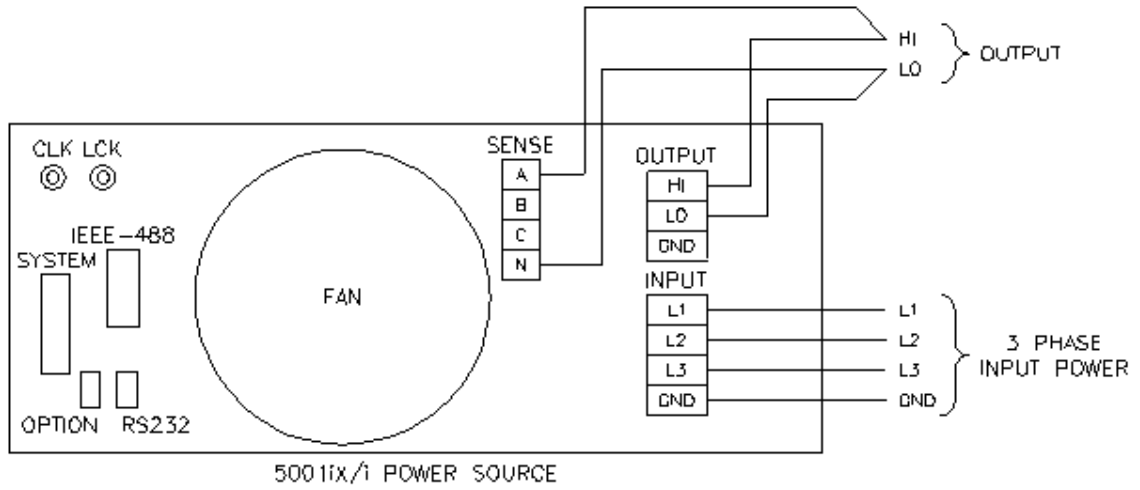 HI
LO
OUTPUT
CLK LCK
SENSE
A
B
C
N
OUTPUT
HI
LO
GND
IEEE-488
SYSTEM
FAN
INPUT
L1
L2
L3
GND
L1
L2
L3
GND
3 PHASE
INPUT POWER
OPTION
RS232
5001iX/i POWER SOURCE